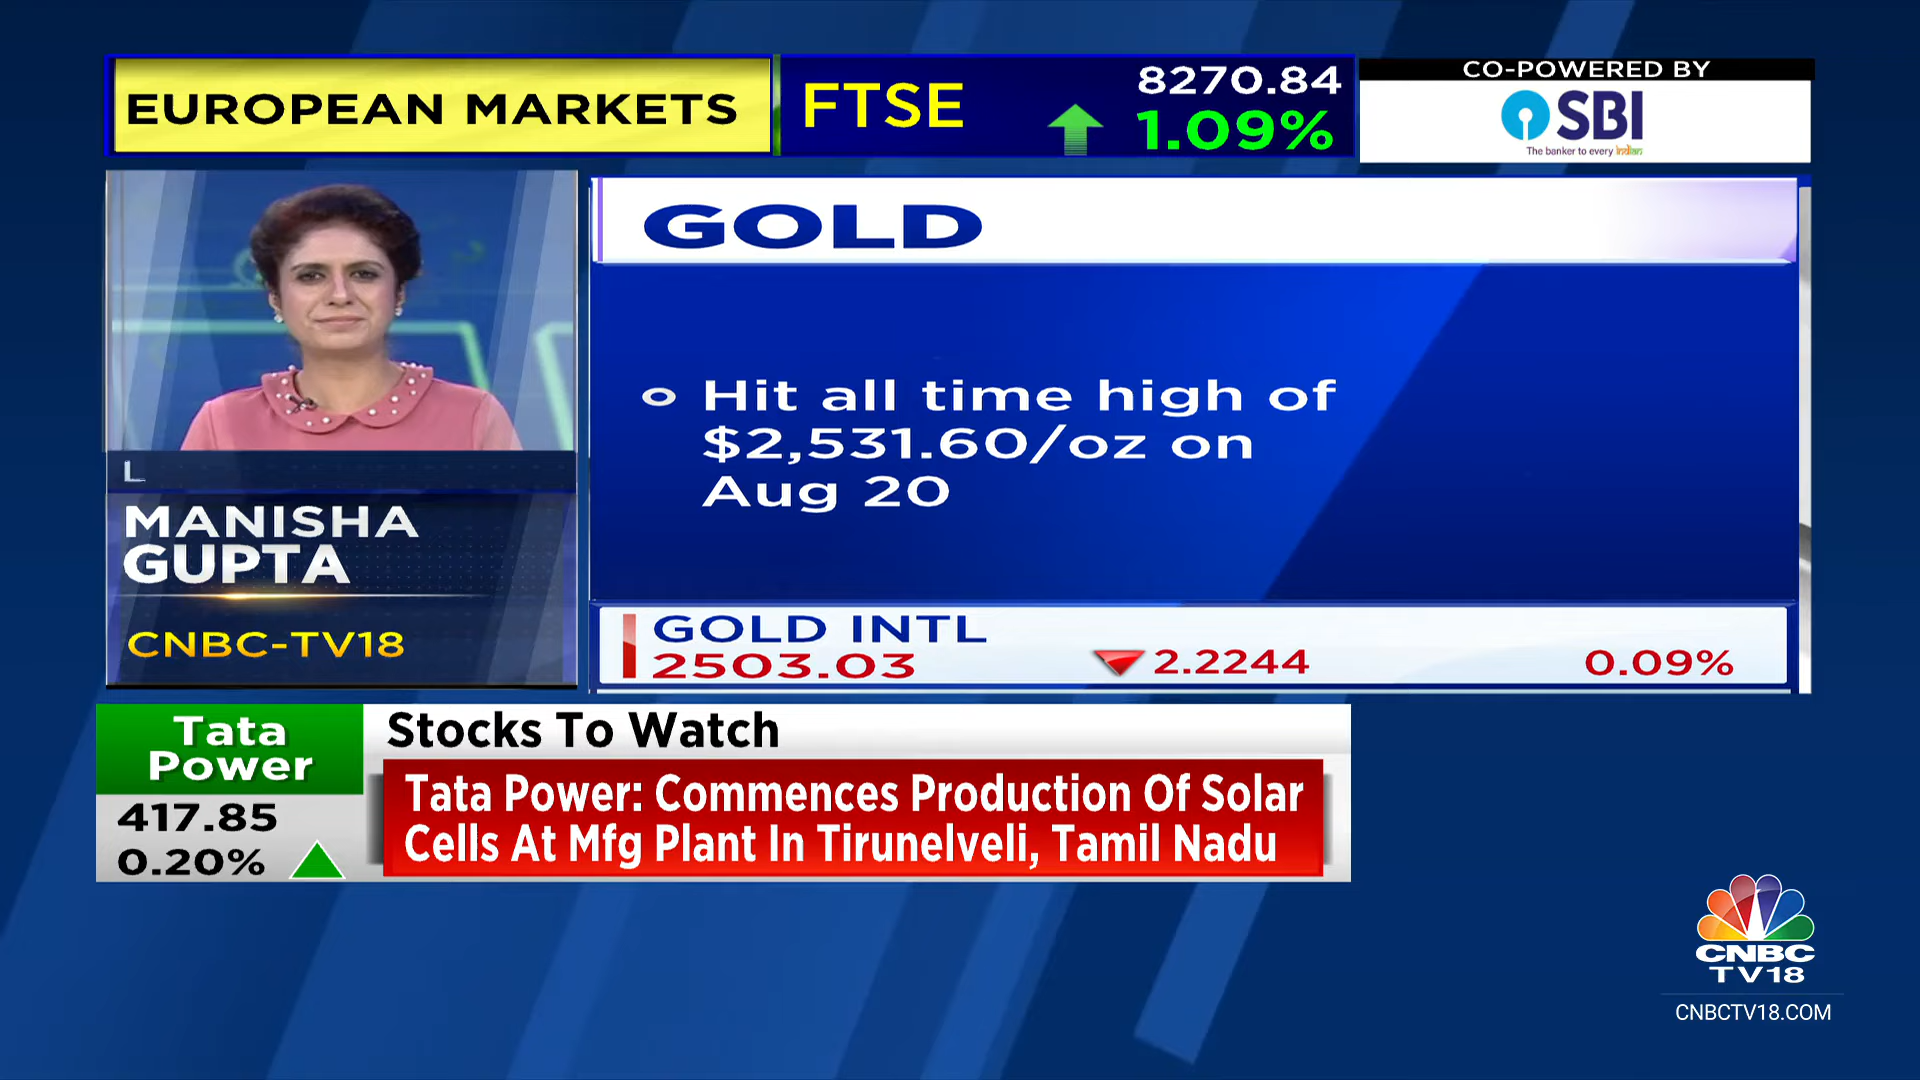 EUROPEAN MARKETS
FTSE
8270.84
1.09%
CO-POWERED BY
SBI
The banker to every Indian
GOLD
Hit all time high of
$2,531.60/oz on
Aug 20
L
MANISHA
GUPTA
CNBC-TV18
GOLD INTL
2503.03
2.2244
0.09%
Tata
Power
417.85
0.20%
Stocks To Watch
Tata Power: Commences Production Of Solar
Cells At Mfg Plant In Tirunelveli, Tamil Nadu
CNBC
TV18
CNBCTV18.COM